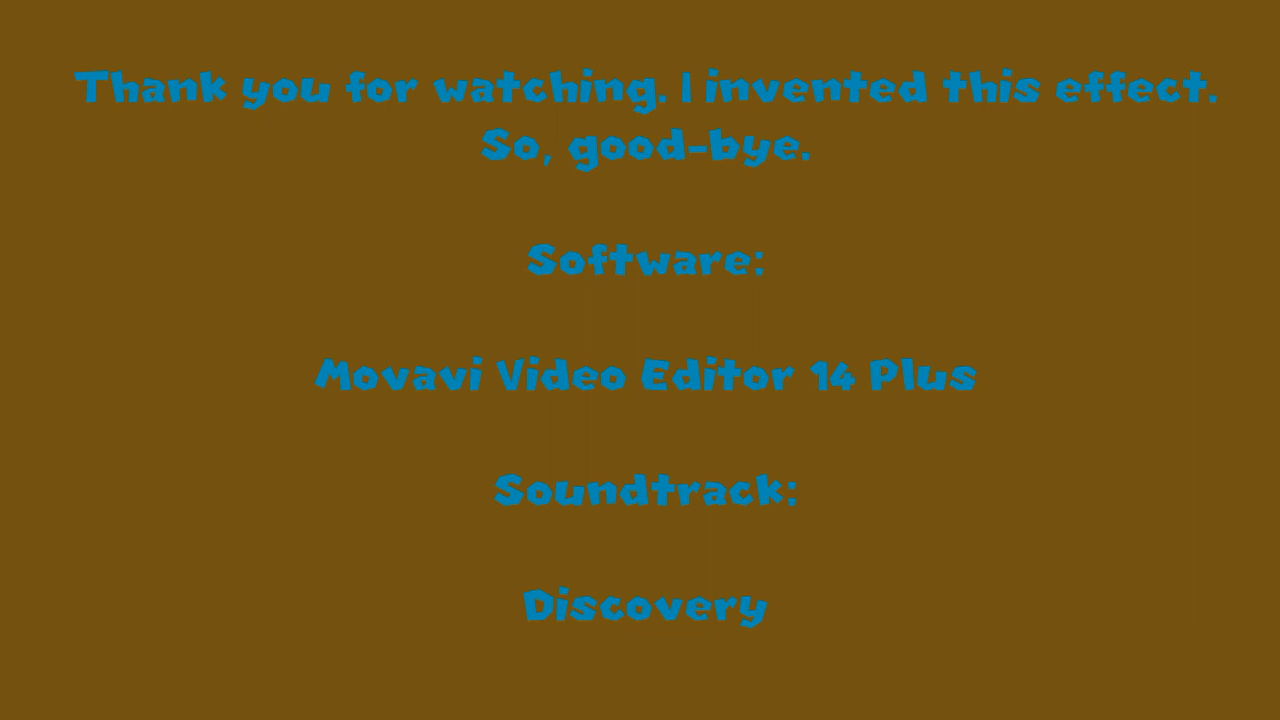 Thank you for watching. I invented this effect.
So, good-bye.
Software:
Movavi Video Editor 14 Plus
Soundtrack:
Discovery